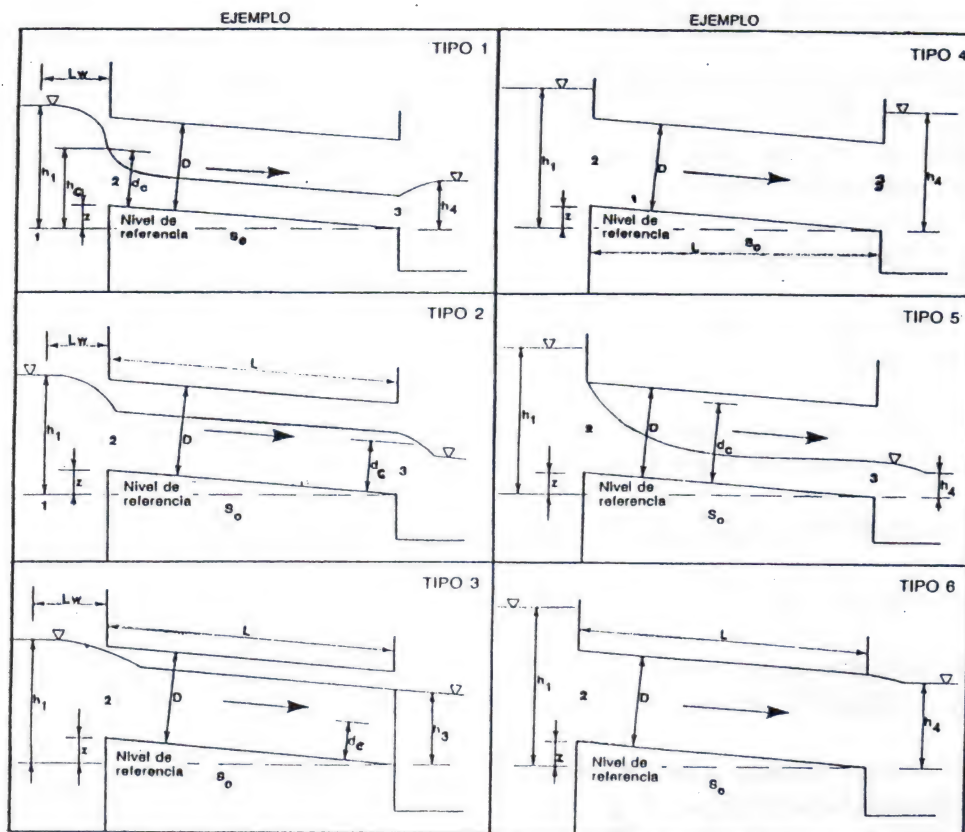 EJEMPLO
EJEMPLO
TIPO 1
Lw
h₁
hc
z
2
dc
D
1
Nivel de
referencia
So
3
h₄
TIPO 4
h₁
2
D
z
1
Nivel de
referencia
So
L
3
h₄
TIPO 2
Lw
L
h₁
2
D
z
1
Nivel de
referencia
So
dc
3
TIPO 5
h₁
2
D
dc
z
Nivel de
referencia
So
3
h₄
TIPO 3
Lw
L
h₁
2
D
z
Nivel de
referencia
So
dc
h₃
TIPO 6
L
h₁
2
D
z
Nivel de
referencia
So
h₄